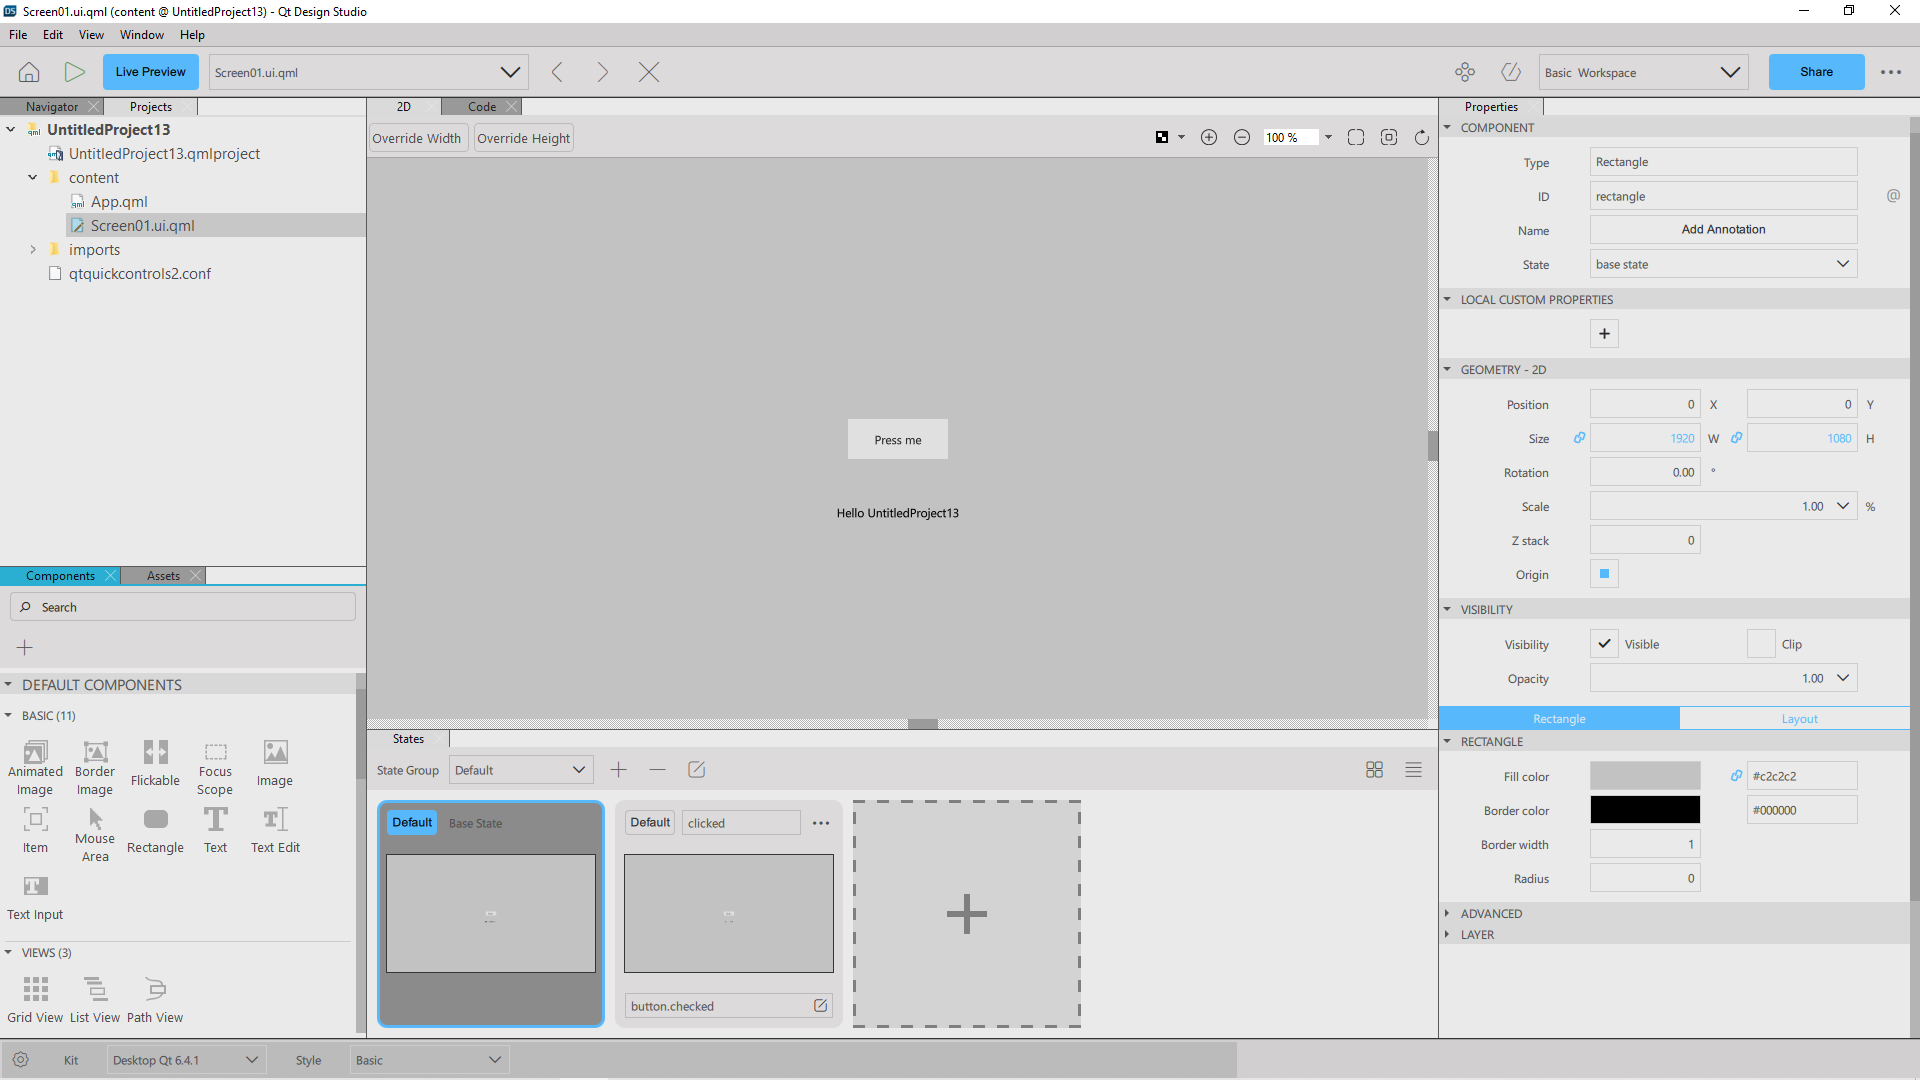 DS Screen01.ui.qml (content @ UntitledProject13) - Qt Design Studio
File Edit View Window Help
Live Preview Screen01.ui.qml Basic Workspace Share
Navigator Projects
UntitledProject13
UntitledProject13.qmlproject
content
App.qml
Screen01.ui.qml
imports
qtquickcontrols2.conf
Components Assets
Search
DEFAULT COMPONENTS
BASIC (11)
Animated Image
Border Image
Flickable
Focus Scope
Image
Item
Mouse Area
Rectangle
Text
Text Edit
Text Input
VIEWS (3)
Grid View
List View
Path View
2D Code
Override Width Override Height 100 %
Press me
Hello UntitledProject13
States
State Group Default
Default Base State
Default clicked
button.checked
Properties
COMPONENT
Type Rectangle
ID rectangle @
Name Add Annotation
State base state
LOCAL CUSTOM PROPERTIES
GEOMETRY - 2D
Position 0 X 0 Y
Size 1920 W 1080 H
Rotation 0.00 °
Scale 1.00 %
Z stack 0
Origin
VISIBILITY
Visibility Visible Clip
Opacity 1.00
Rectangle Layout
RECTANGLE
Fill color #c2c2c2
Border color #000000
Border width 1
Radius 0
ADVANCED
LAYER
Kit Desktop Qt 6.4.1 Style Basic